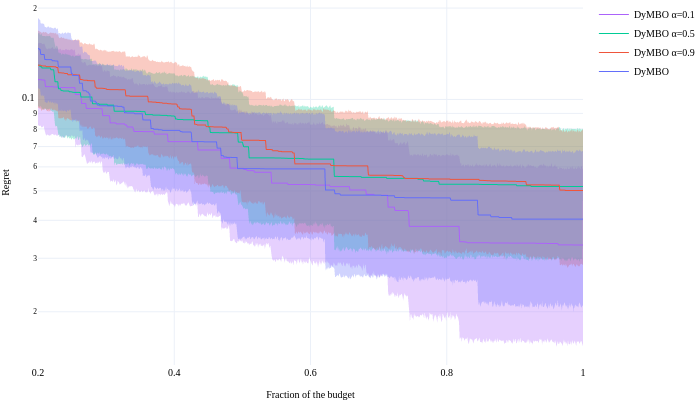 2
0.1
9
8
7
6
5
4
3
2
Regret
0.2
0.4
0.6
0.8
1
Fraction of the budget
DyMBO α=0.1
DyMBO α=0.5
DyMBO α=0.9
DyMBO